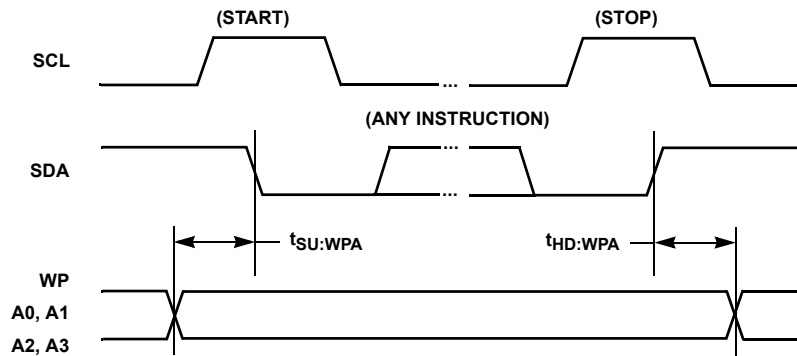 (START)
(STOP)
SCL
...
(ANY INSTRUCTION)
SDA
...
...
tSU:WPA
tHD:WPA
WP
A0, A1
A2, A3